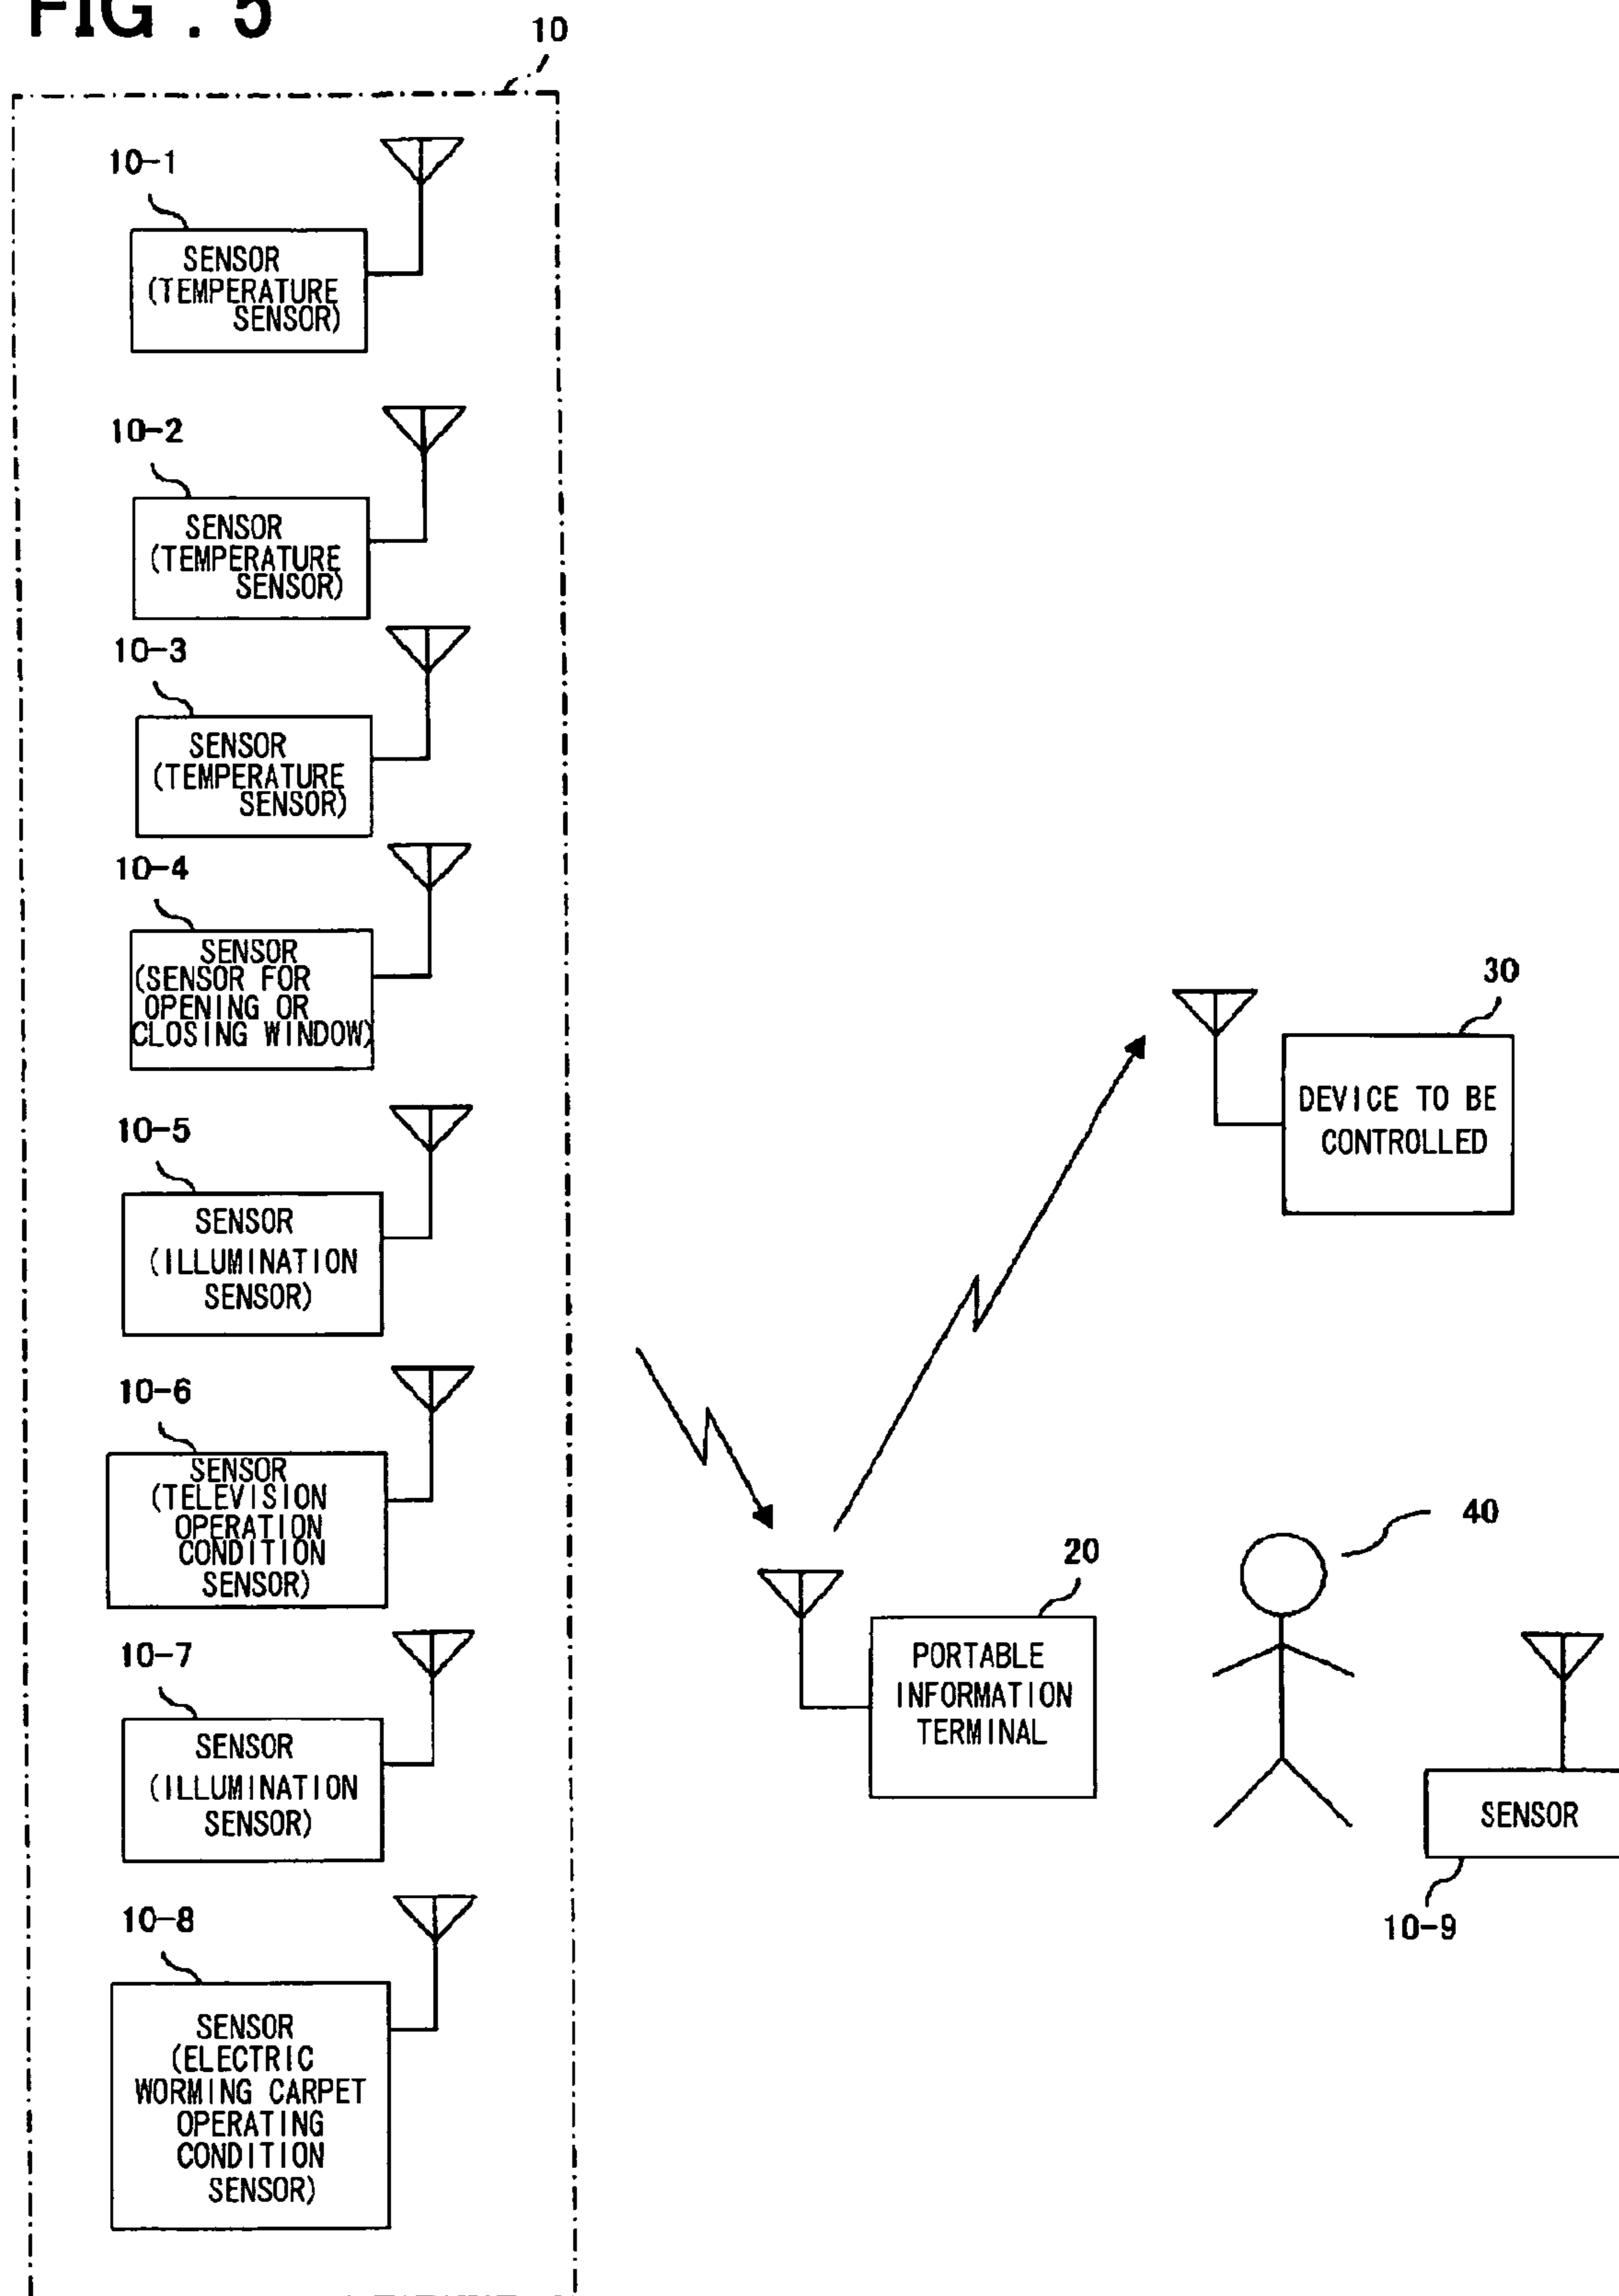 FIG . 5
10
10-1
SENSOR
(TEMPERATURE
SENSOR)
10-2
SENSOR
(TEMPERATURE
SENSOR)
10-3
SENSOR
(TEMPERATURE
SENSOR)
10-4
SENSOR
(SENSOR FOR
OPENING OR
CLOSING WINDOW)
10-5
SENSOR
(ILLUMINATION
SENSOR)
10-6
SENSOR
(TELEVISION
OPERATION
CONDITION
SENSOR)
10-7
SENSOR
(ILLUMINATION
SENSOR)
10-8
SENSOR
(ELECTRIC
WORMING CARPET
OPERATING
CONDITION
SENSOR)
30
DEVICE TO BE
CONTROLLED
20
PORTABLE
INFORMATION
TERMINAL
40
SENSOR
10-9